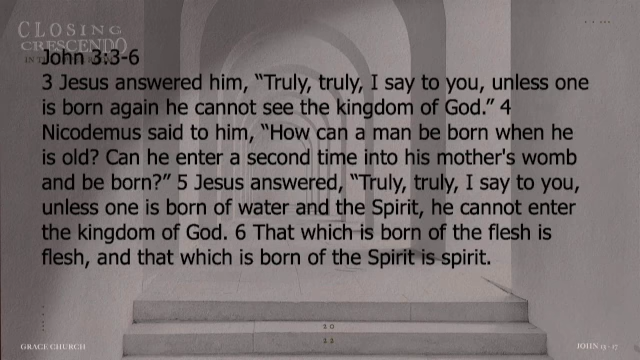 CLOSING
CRESCENDO
John 3:3-6
3 Jesus answered him, “Truly, truly, I say to you, unless one
is born again he cannot see the kingdom of God.” 4
Nicodemus said to him, “How can a man be born when he
is old? Can he enter a second time into his mother's womb
and be born?” 5 Jesus answered, “Truly, truly, I say to you,
unless one is born of water and the Spirit, he cannot enter
the kingdom of God. 6 That which is born of the flesh is
flesh, and that which is born of the Spirit is spirit.
20
22
GRACE CHURCH
JOHN 13-17